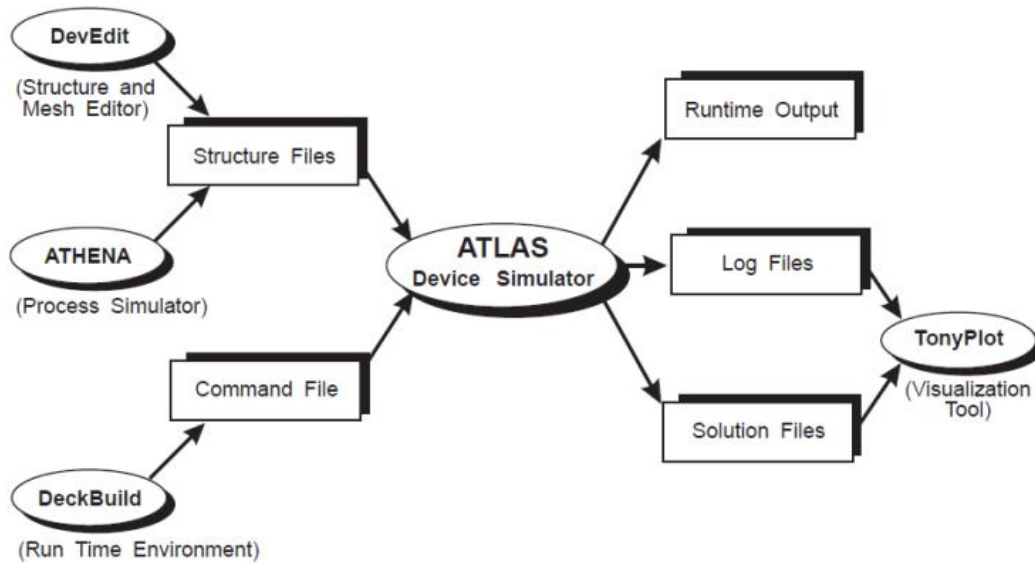 DevEdit
(Structure and
Mesh Editor)
Structure Files
ATHENA
(Process Simulator)
Command File
DeckBuild
(Run Time Environment)
ATLAS
Device Simulator
Runtime Output
Log Files
Solution Files
TonyPlot
(Visualization
Tool)